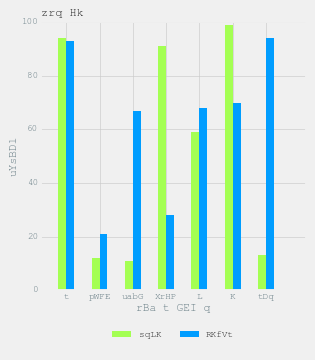 zrq Hk
100
80
60
40
20
0
uYsBDl
t pWFE uabG XrHP L K tDq
rBa t GEI q
sqLK RKfVt